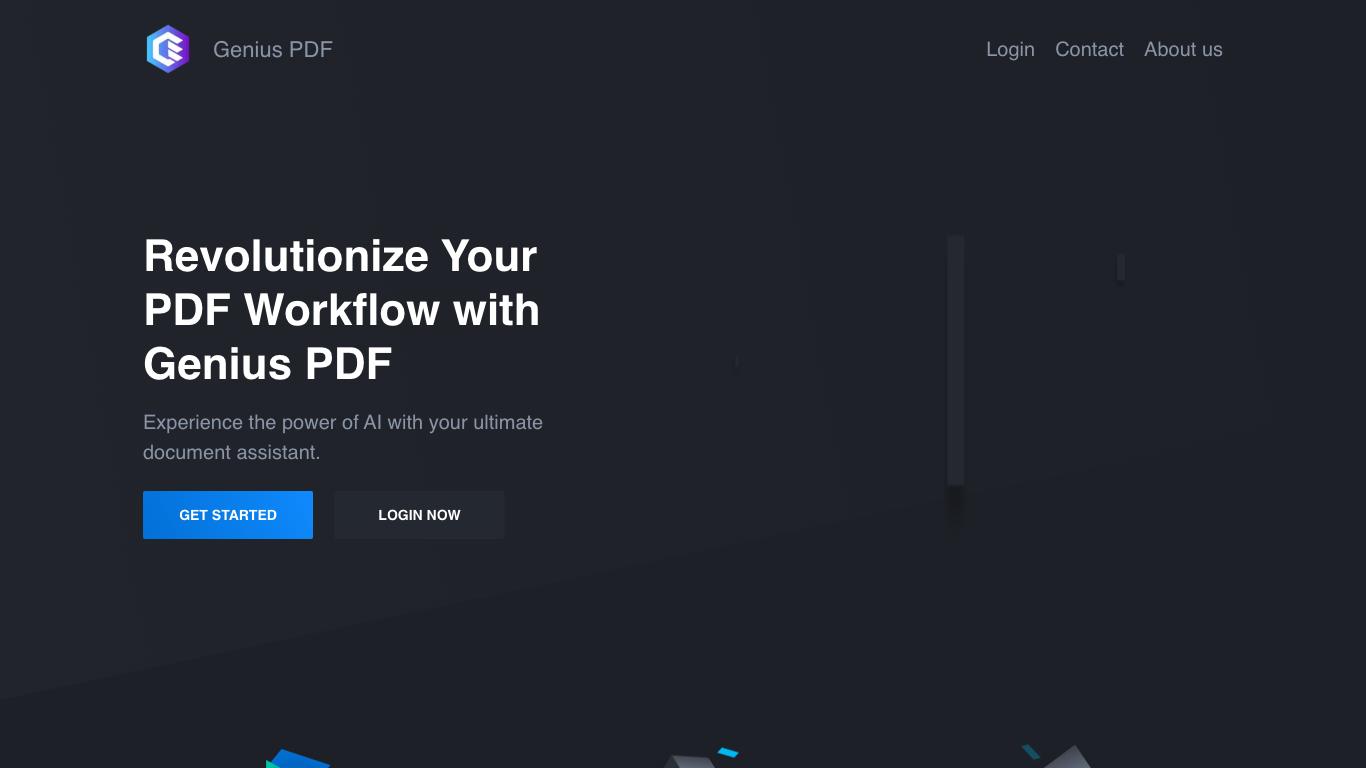 Genius PDF
Login
Contact
About us
Revolutionize Your
PDF Workflow with
Genius PDF
Experience the power of AI with your ultimate
document assistant.
GET STARTED
LOGIN NOW